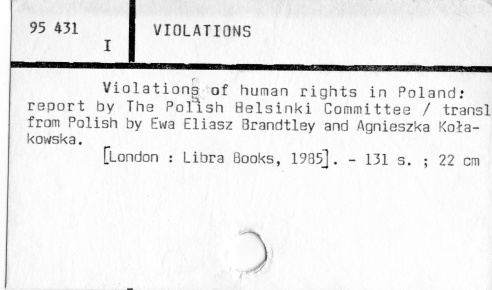 95 431
I
VIOLATIONS
Violations of human rights in Poland:
report by The Polish Helsinki Committee / transl
from Polish by Ewa Eliasz Brandtley and Agnieszka Koła-
kowska.
[London : Libra Books, 1985]. - 131 s. ; 22 cm